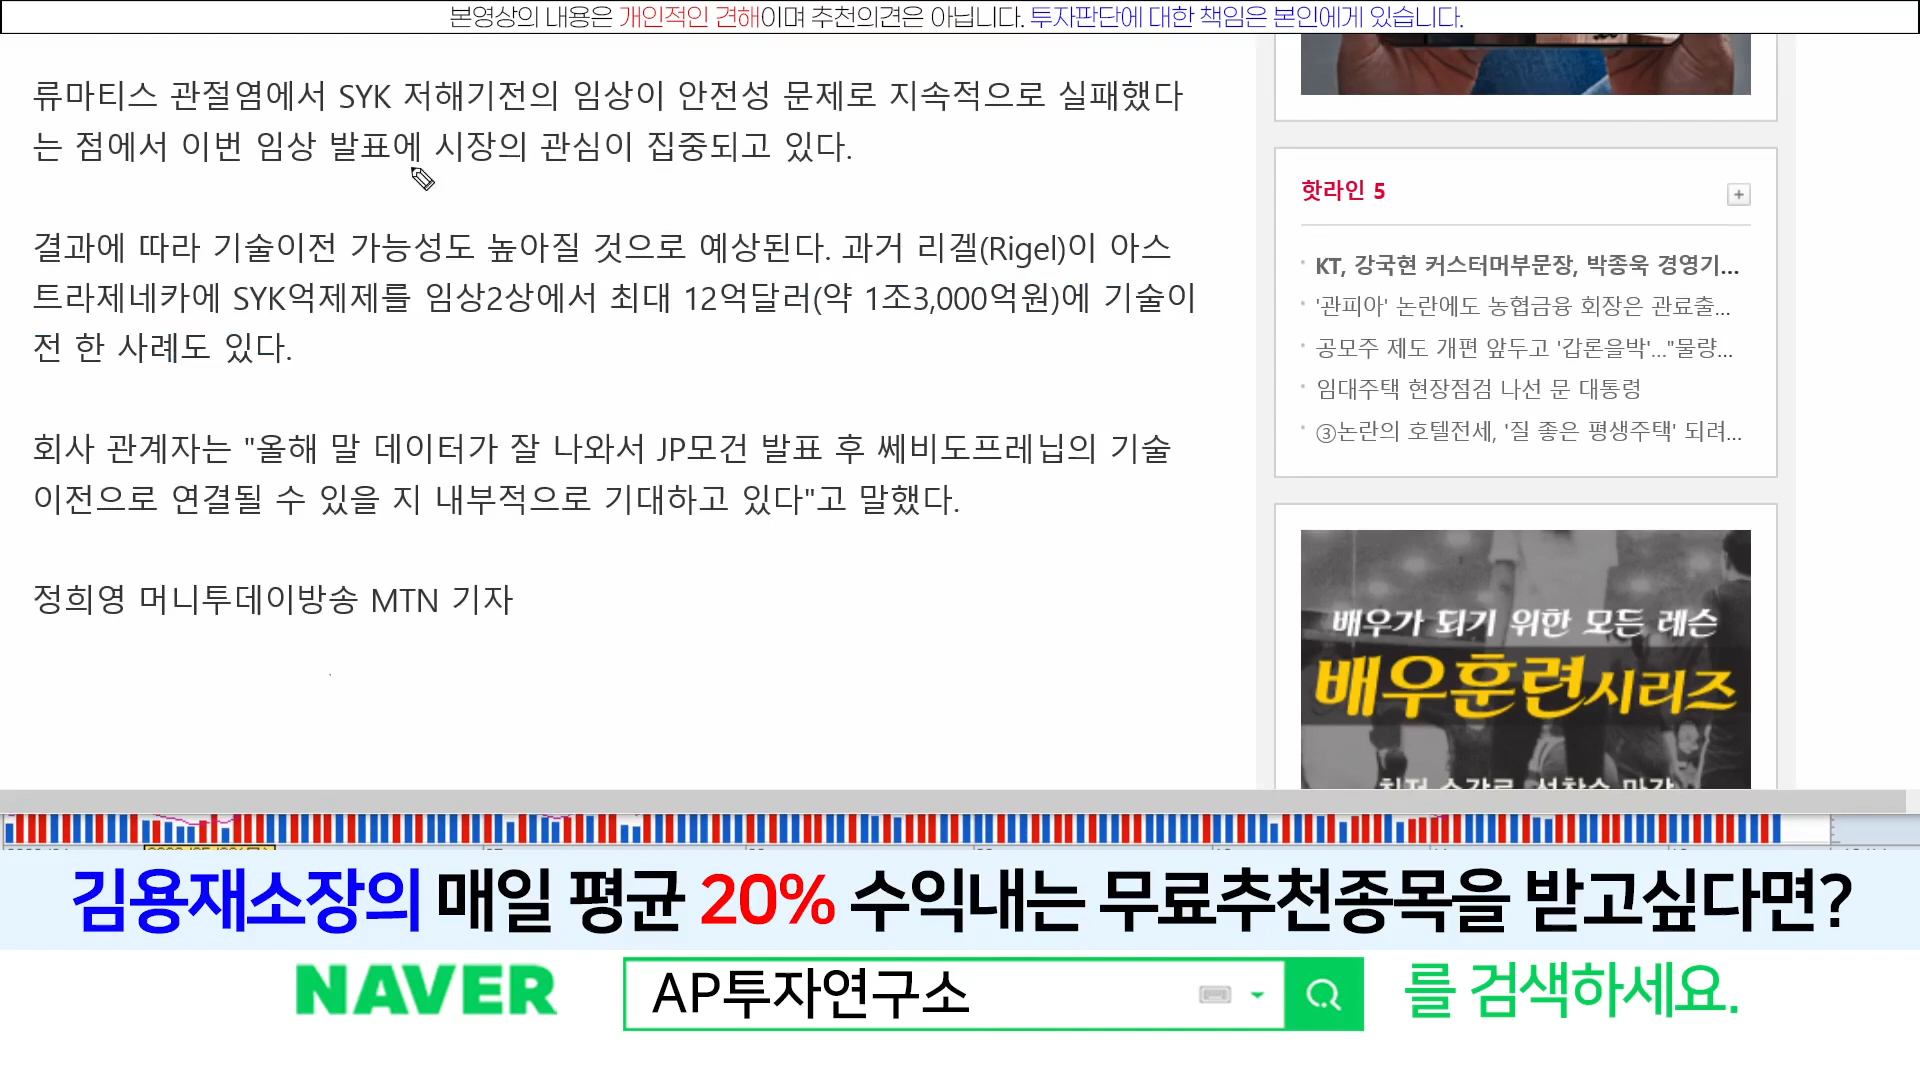 본영상의 내용은 개인적인 견해이며 추천의견은 아닙니다. 투자판단에 대한 책임은 본인에게 있습니다.
류마티스 관절염에서 SYK 저해기전의 임상이 안전성 문제로 지속적으로 실패했다
는 점에서 이번 임상 발표에 시장의 관심이 집중되고 있다.
결과에 따라 기술이전 가능성도 높아질 것으로 예상된다. 과거 리겔(Rigel)이 아스
트라제네카에 SYK억제제를 임상2상에서 최대 12억달러(약 1조3,000억원)에 기술이
전 한 사례도 있다.
회사 관계자는 "올해 말 데이터가 잘 나와서 JP모건 발표 후 쎄비도프레닙의 기술
이전으로 연결될 수 있을 지 내부적으로 기대하고 있다"고 말했다.
정희영 머니투데이방송 MTN 기자
핫라인 5
KT, 강국현 커스터머부문장, 박종욱 경영기...
'관피아' 논란에도 농협금융 회장은 관료출...
공모주 제도 개편 앞두고 '갑론을박'..."물량...
임대주택 현장점검 나선 문 대통령
③논란의 호텔전세, '질 좋은 평생주택' 되려...
배우가 되기 위한 모든 레슨
배우훈련시리즈
김용재소장의 매일 평균 20% 수익내는 무료추천종목을 받고싶다면?
NAVER AP투자연구소 를 검색하세요.